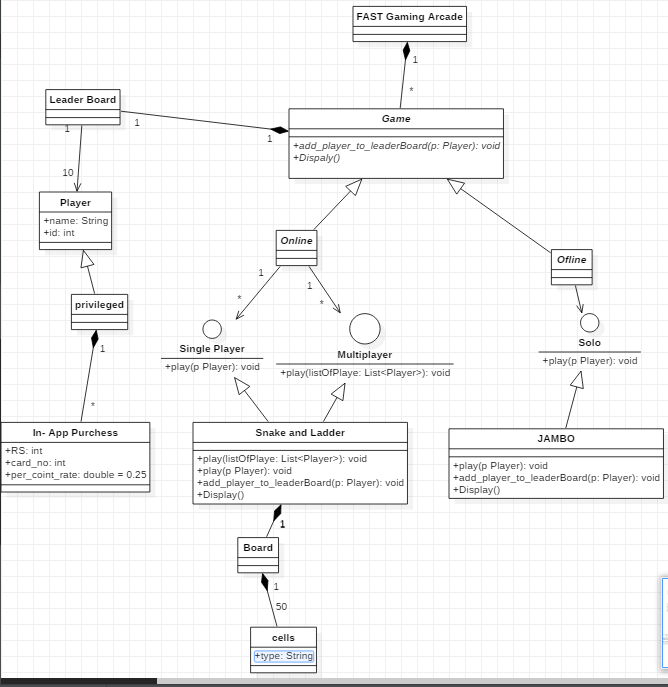 FAST Gaming Arcade
1
*
Leader Board
1
1
1
Game
+add_player_to_leaderBoard(p: Player): void
+Dispaly()
10
Player
+name: String
+id: int
Online
Ofline
1
1
*
*
privileged
1
*
Single Player
+play(p Player): void
Multiplayer
+play(listOfPlaye: List<Player>): void
Solo
+play(p Player): void
In- App Purchess
+RS: int
+card_no: int
+per_coint_rate: double = 0.25
Snake and Ladder
+play(listOfPlaye: List<Player>): void
+play(p Player): void
+add_player_to_leaderBoard(p: Player): void
+Display()
JAMBO
+play(p Player): void
+add_player_to_leaderBoard(p: Player): void
+Display()
1
Board
1
50
cells
+type: String